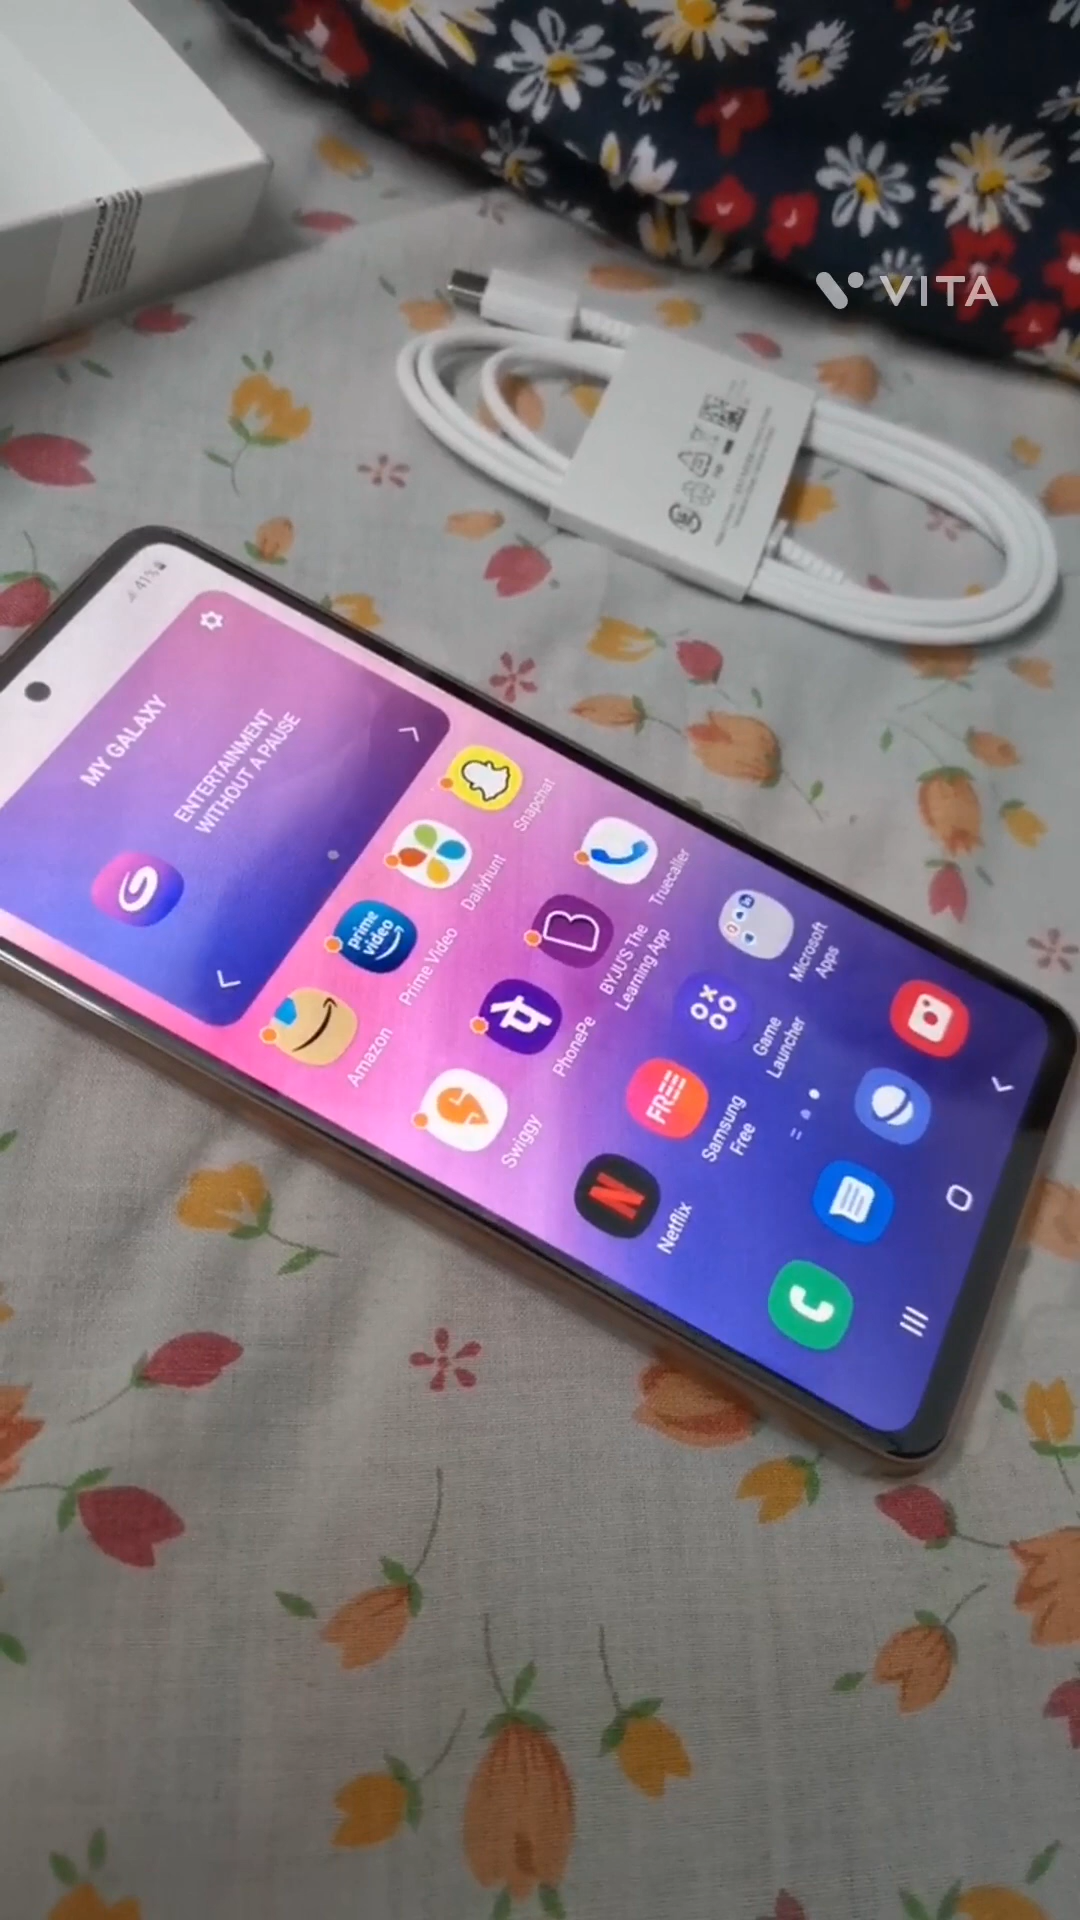 VITA
41%
MY GALAXY
ENTERTAINMENT
WITHOUT A PAUSE
Snapchat
Dailyhunt
prime
video
Prime Video
Amazon
Truecaller
BYJU'S The
Learning App
PhonePe
Swiggy
Microsoft
Apps
Game
Launcher
FREE
Samsung
Free
N
Netflix